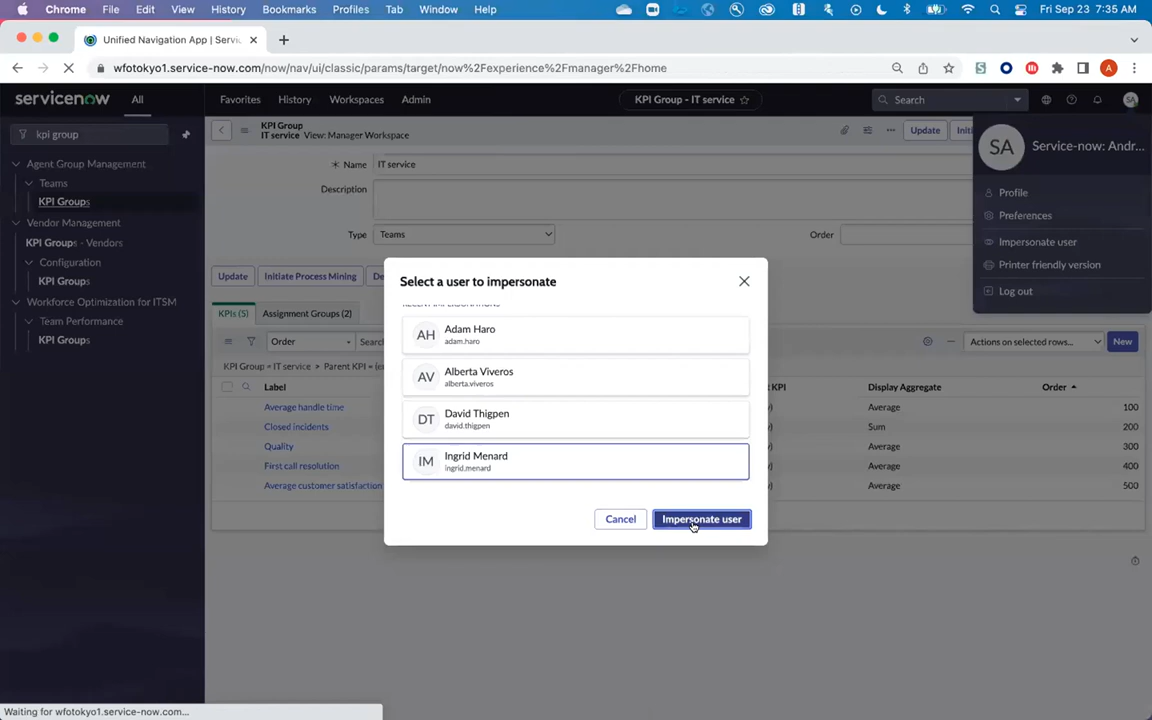 Chrome File Edit View History Bookmarks Profiles Tab Window Help Fri Sep 23 7:35 AM
Unified Navigation App | Servic
wfotokyo1.service-now.com/now/nav/ui/classic/params/target/now%2Fexperience%2Fmanager%2Fhome
servicenow All Favorites History Workspaces Admin KPI Group - IT service Search SA
kpi group
KPI Group
IT service View: Manager Workspace
Update
SA Service-now: Andr...
Profile
Preferences
Impersonate user
Printer friendly version
Log out
Agent Group Management
Teams
KPI Groups
Vendor Management
KPI Groups - Vendors
Configuration
KPI Groups
Workforce Optimization for ITSM
Team Performance
KPI Groups
Name IT service
Description
Type Teams Order
Update Initiate Process Mining
KPIs (5) Assignment Groups (2)
Order Actions on selected rows... New
KPI Group = IT service > Parent KPI =
Label KPI Display Aggregate Order
Average handle time Average 100
Closed incidents Sum 200
Quality Average 300
First call resolution Average 400
Average customer satisfaction Average 500
Select a user to impersonate
AH Adam Haro
adam.haro
AV Alberta Viveros
alberta.viveros
DT David Thigpen
david.thigpen
IM Ingrid Menard
ingrid.menard
Cancel Impersonate user
Waiting for wfotokyo1.service-now.com...